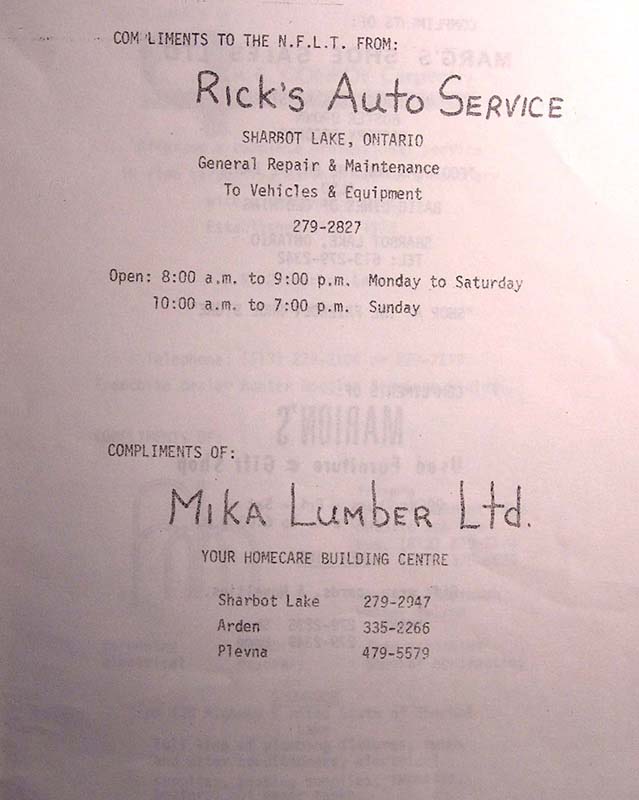 COMPLIMENTS TO THE N.F.L.T. FROM:
RICK'S AUTO SERVICE
SHARBOT LAKE, ONTARIO
General Repair & Maintenance
To Vehicles & Equipment
279-2827
Open: 8:00 a.m. to 9:00 p.m. Monday to Saturday
10:00 a.m. to 7:00 p.m. Sunday
COMPLIMENTS OF:
MIKA LUMBER Ltd.
YOUR HOMECARE BUILDING CENTRE
Sharbot Lake 279-2947
Arden 335-2266
Plevna 479-5579